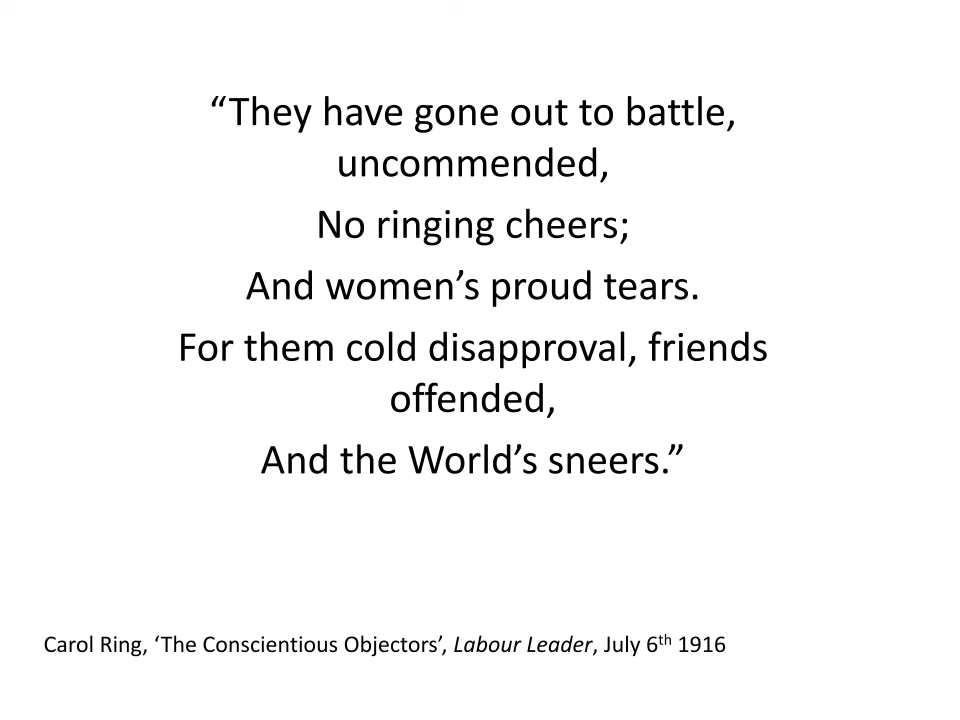 “They have gone out to battle,
uncommended,
No ringing cheers;
And women’s proud tears.
For them cold disapproval, friends
offended,
And the World’s sneers.”
Carol Ring, ‘The Conscientious Objectors’, Labour Leader, July 6th 1916